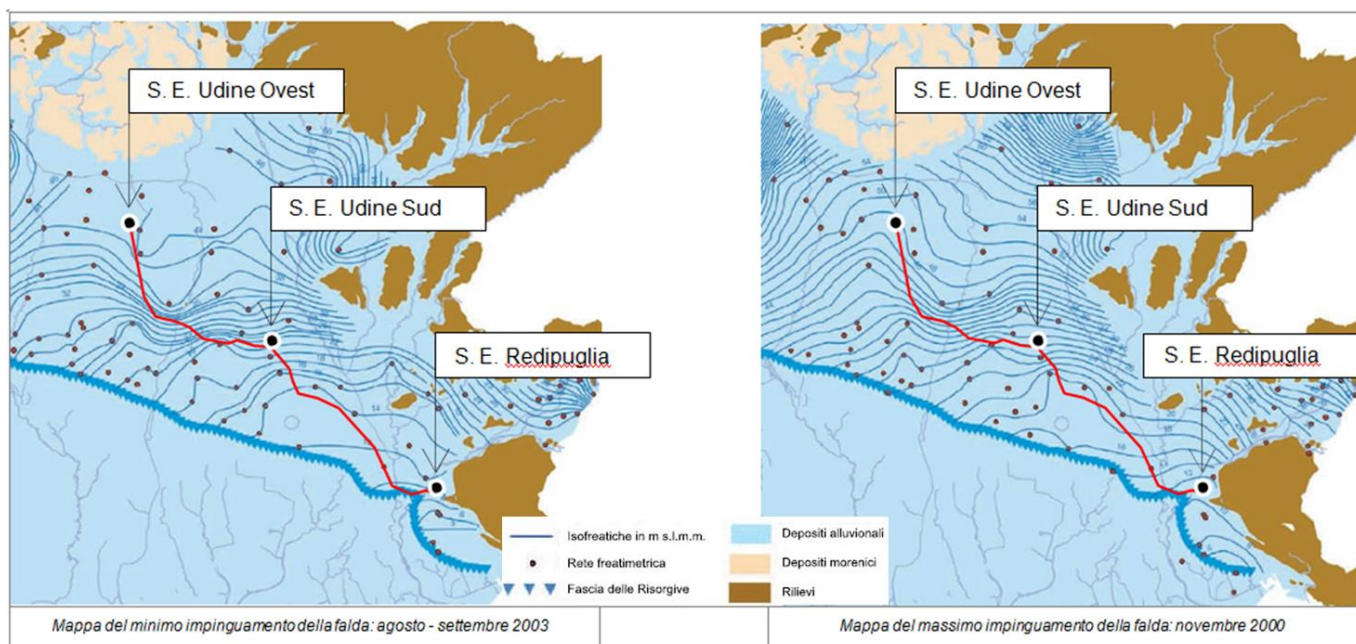 S. E. Udine Ovest
S. E. Udine Sud
S. E. Redipuglia
S. E. Udine Ovest
S. E. Udine Sud
S. E. Redipuglia
Isofreatiche in m s.l.m.m.
Rete freatimetrica
Fascia delle Risorgive
Depositi alluvionali
Depositi morenici
Rilievi
Mappa del minimo impinguamento della falda: agosto - settembre 2003
Mappa del massimo impinguamento della falda: novembre 2000